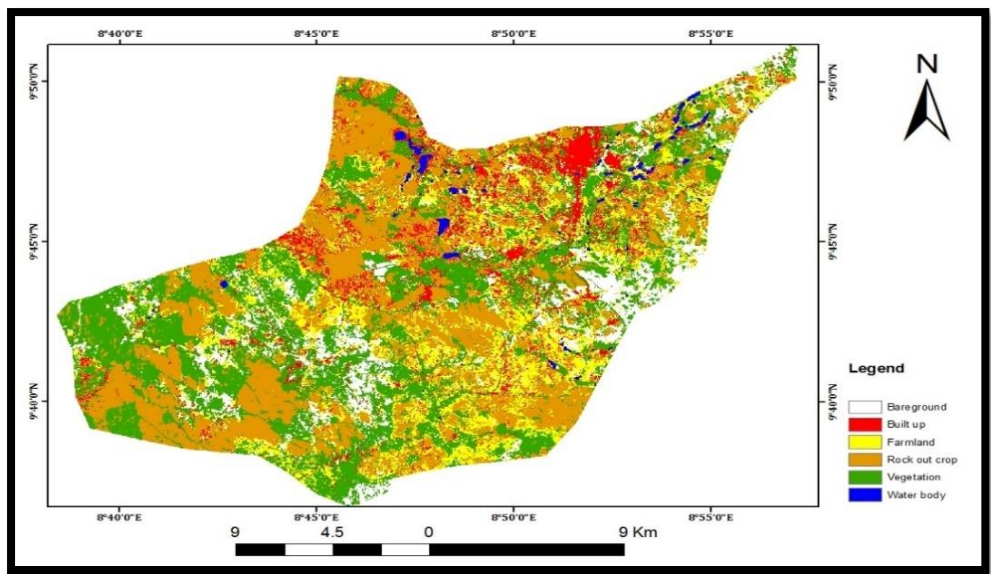 8°40'0"E 8°45'0"E 8°50'0"E 8°55'0"E
N
9°50'0"N 9°50'0"N
9°45'0"N 9°45'0"N
9°40'0"N 9°40'0"N
Legend
Bareground
Built up
Farmland
Rock out crop
Vegetation
Water body
8°40'0"E 8°45'0"E 8°50'0"E 8°55'0"E
9 4.5 0 9 Km